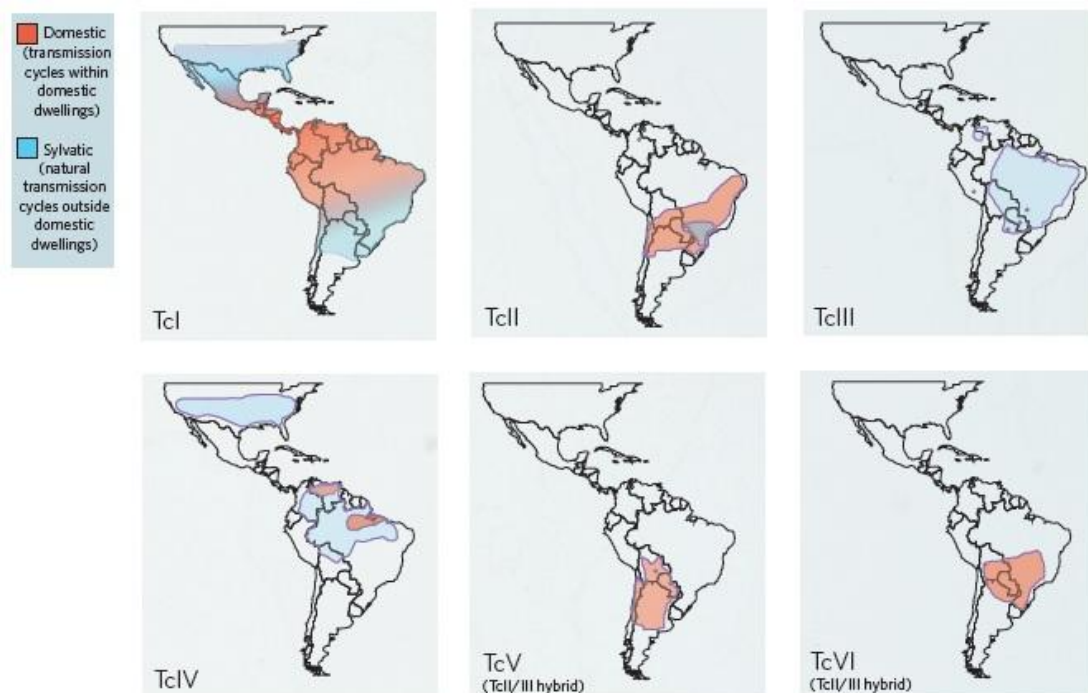 Domestic
(transmission
cycles within
domestic
dwellings)
Sylvatic
(natural
transmission
cycles outside
domestic
dwellings)
TcI
TcII
TcIII
TcIV
TcV
(TcII/III hybrid)
TcVI
(TcII/III hybrid)